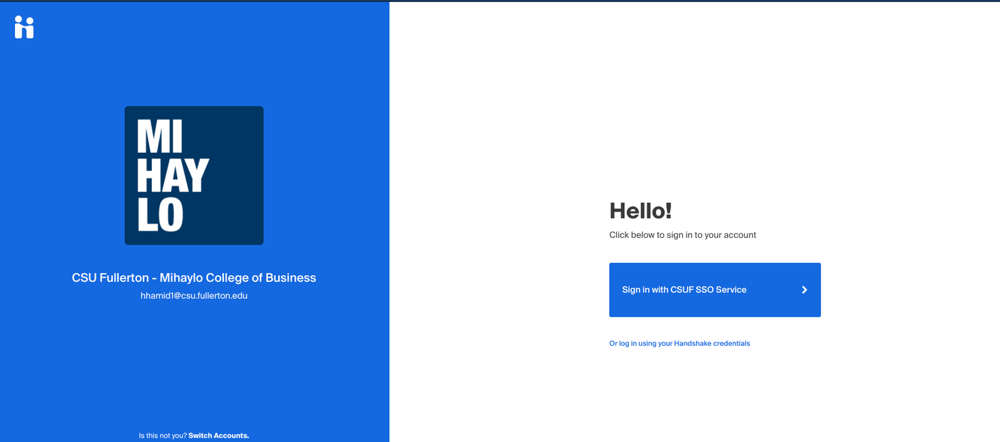 MI
HAY
LO
CSU Fullerton - Mihaylo College of Business
hhamid1@csu.fullerton.edu
Is this not you? Switch Accounts.
Hello!
Click below to sign in to your account
Sign in with CSUF SSO Service
Or log in using your Handshake credentials